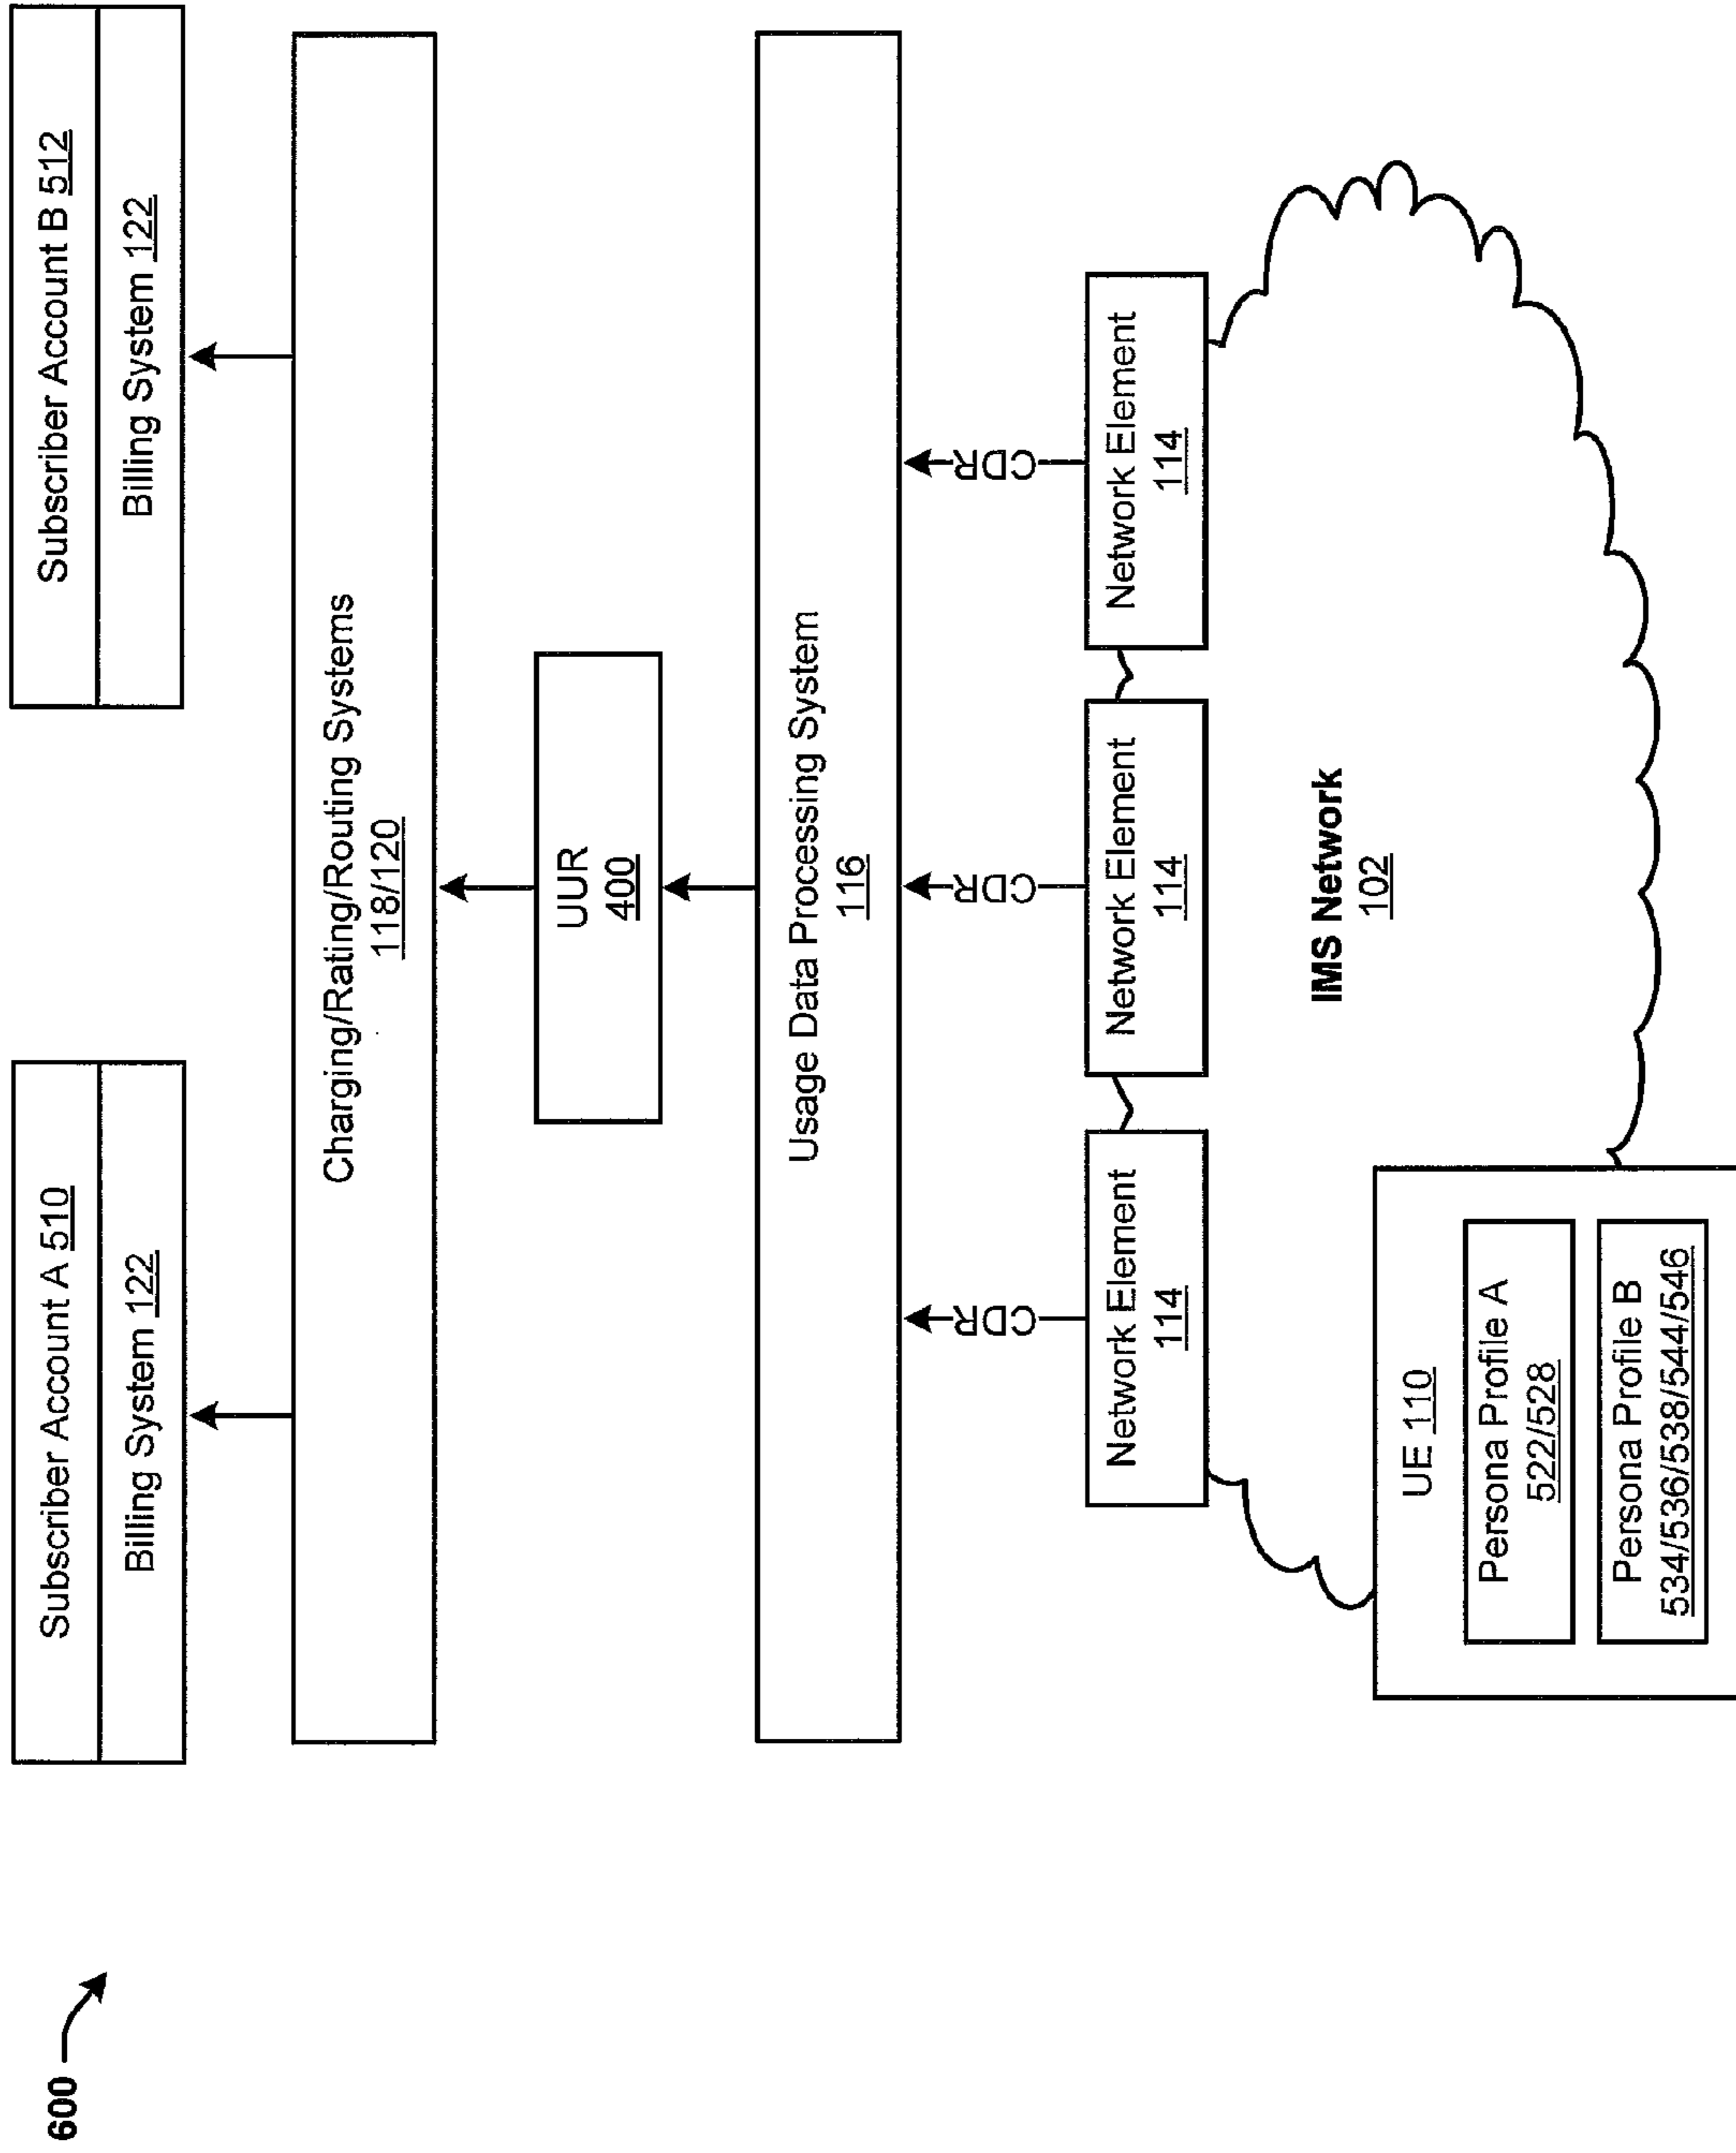 600
Subscriber Account A 510
Billing System 122
Subscriber Account B 512
Billing System 122
Charging/Rating/Routing Systems
118/120
UUR
400
Usage Data Processing System
116
CDR
CDR
CDR
Network Element
114
Network Element
114
Network Element
114
IMS Network
102
UE 110
Persona Profile A
522/528
Persona Profile B
534/536/538/544/546